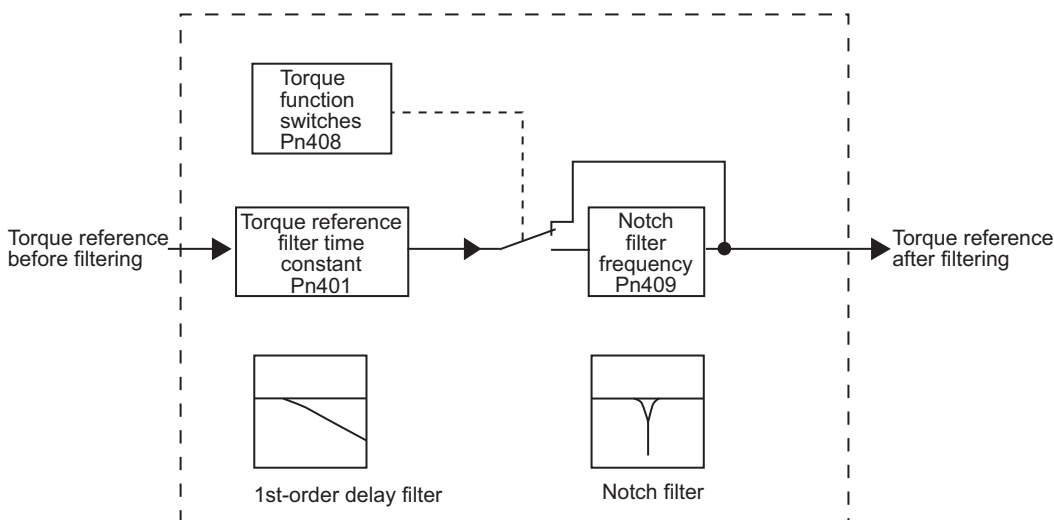 Torque
function
switches
Pn408
Torque reference
before filtering
Torque reference
filter time
constant
Pn401
Notch
filter
frequency
Pn409
Torque reference
after filtering
1st-order delay filter
Notch filter